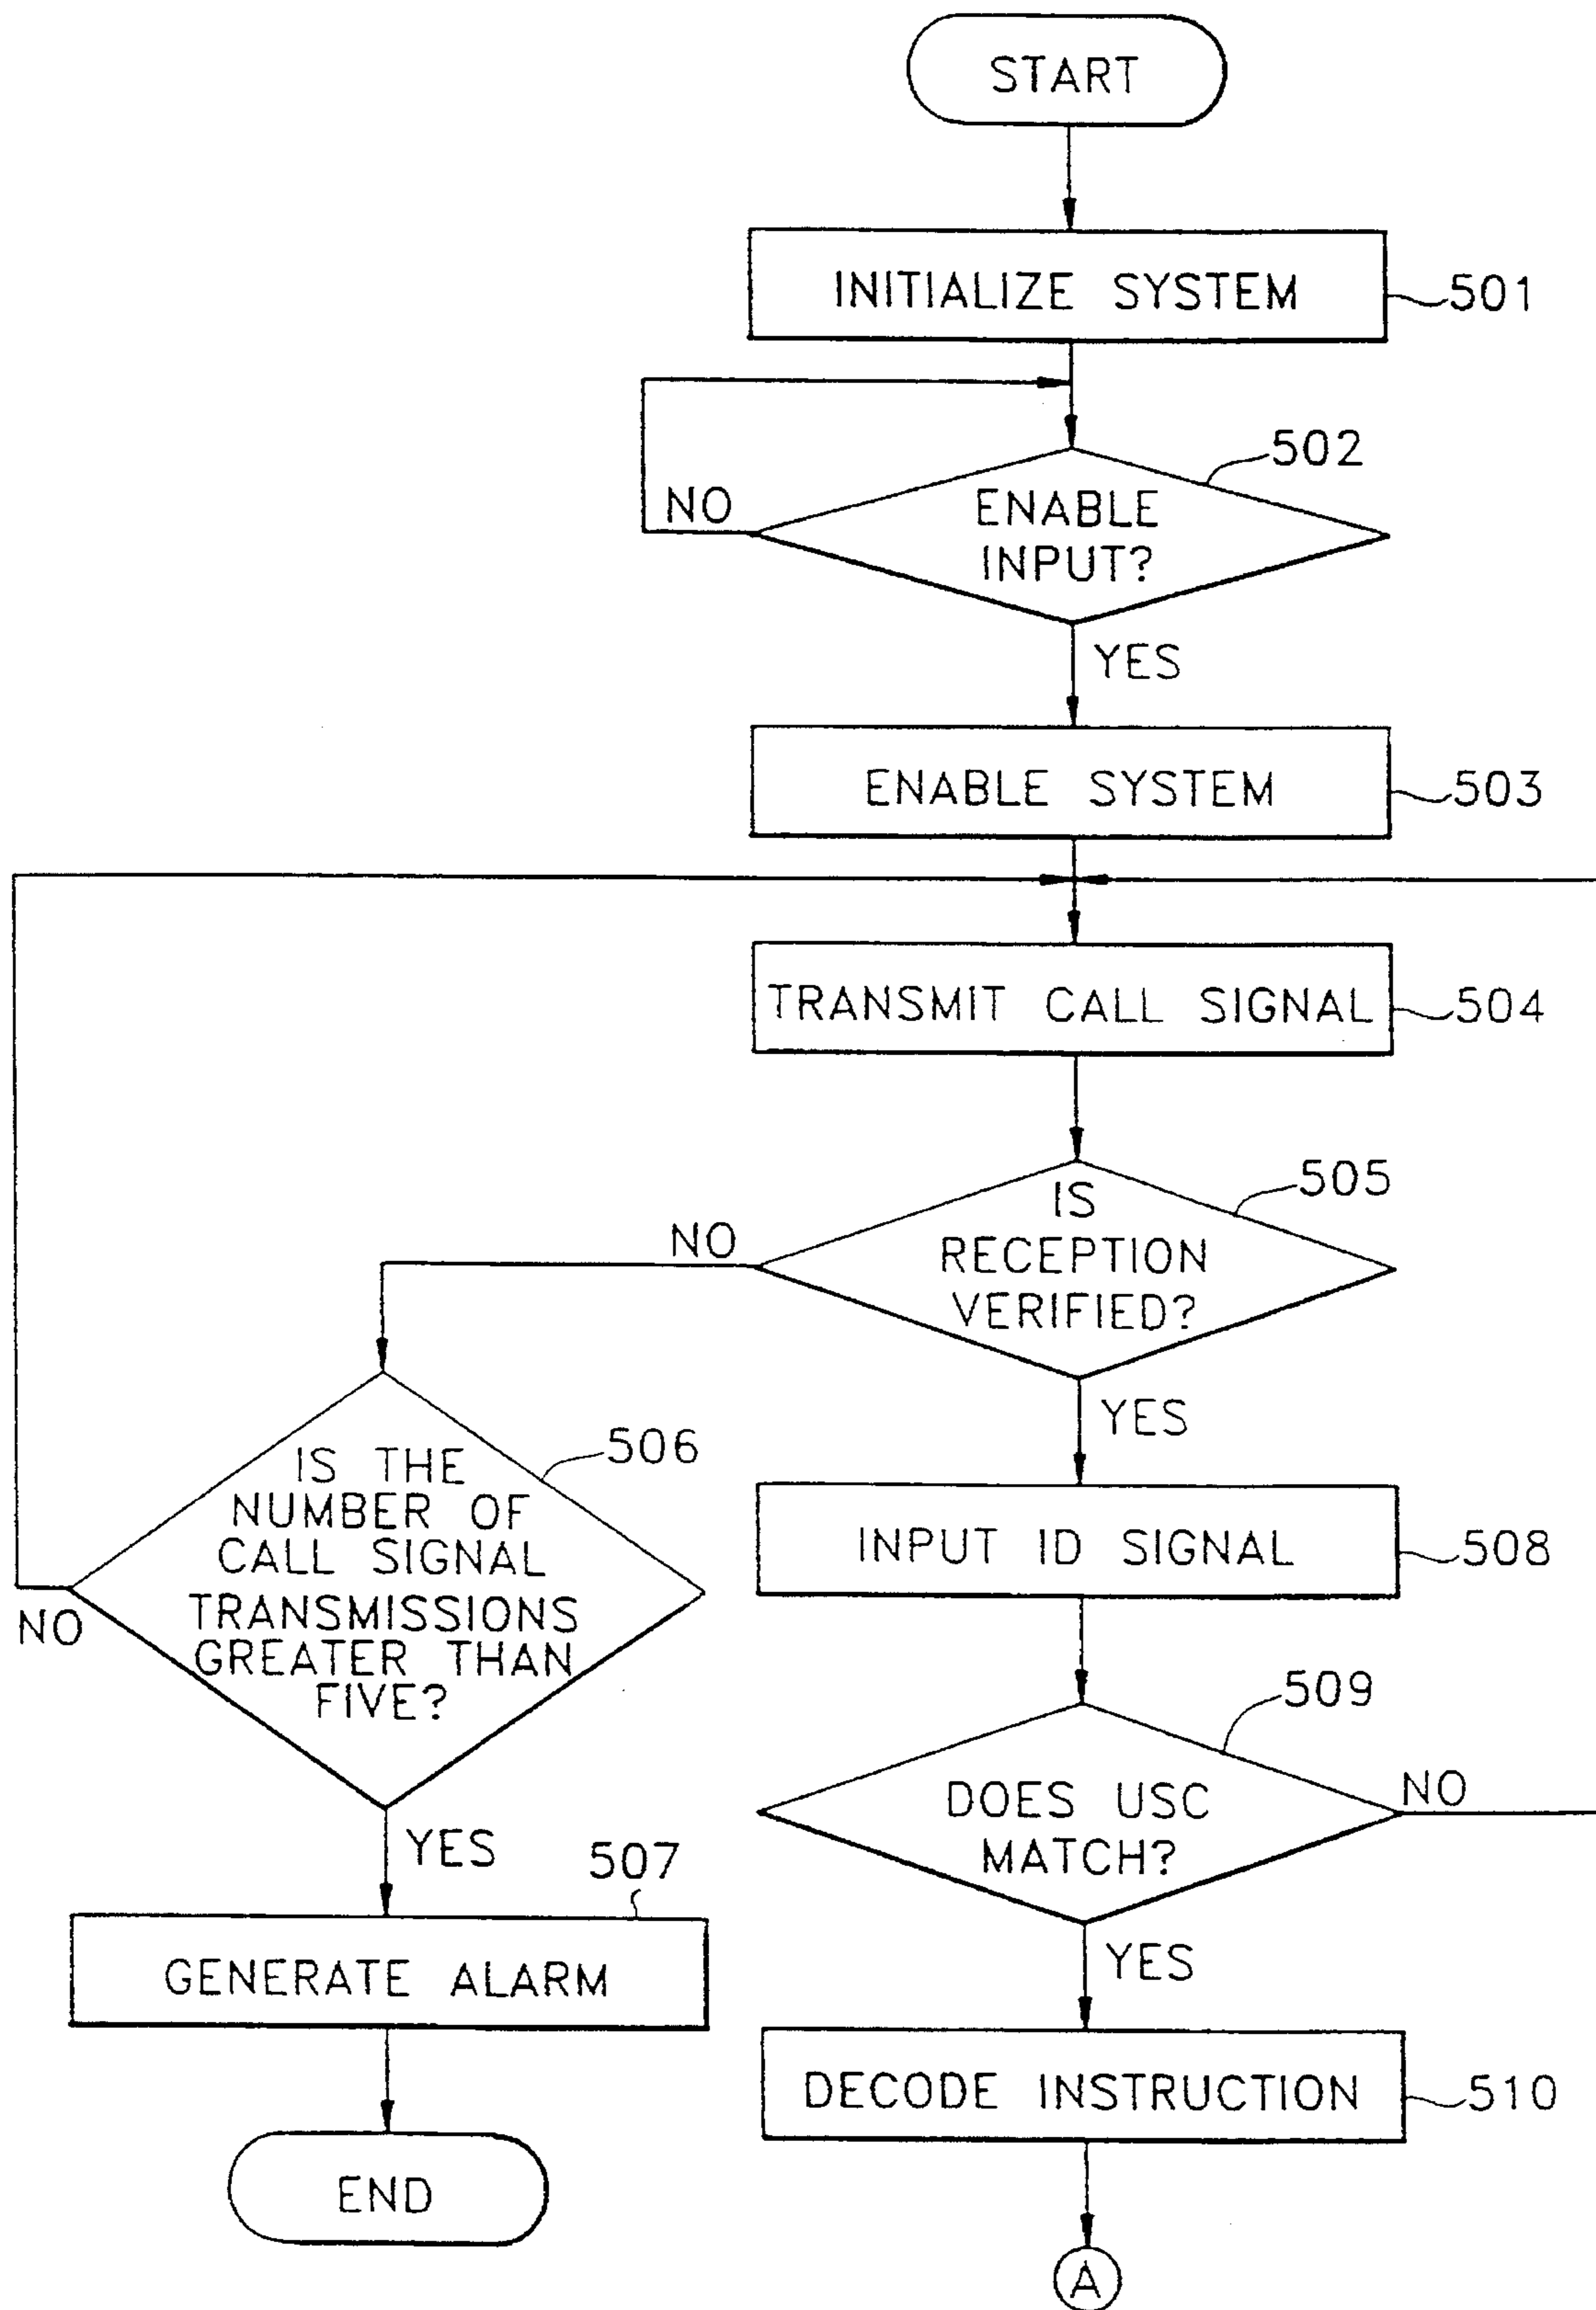 START
INITIALIZE SYSTEM
501
502
ENABLE
INPUT?
NO
YES
ENABLE SYSTEM
503
TRANSMIT CALL SIGNAL
504
505
IS
RECEPTION
VERIFIED?
NO
YES
506
IS THE
NUMBER OF
CALL SIGNAL
TRANSMISSIONS
GREATER THAN
FIVE?
NO
YES
507
GENERATE ALARM
END
INPUT ID SIGNAL
508
509
DOES USC
MATCH?
NO
YES
DECODE INSTRUCTION
510
A